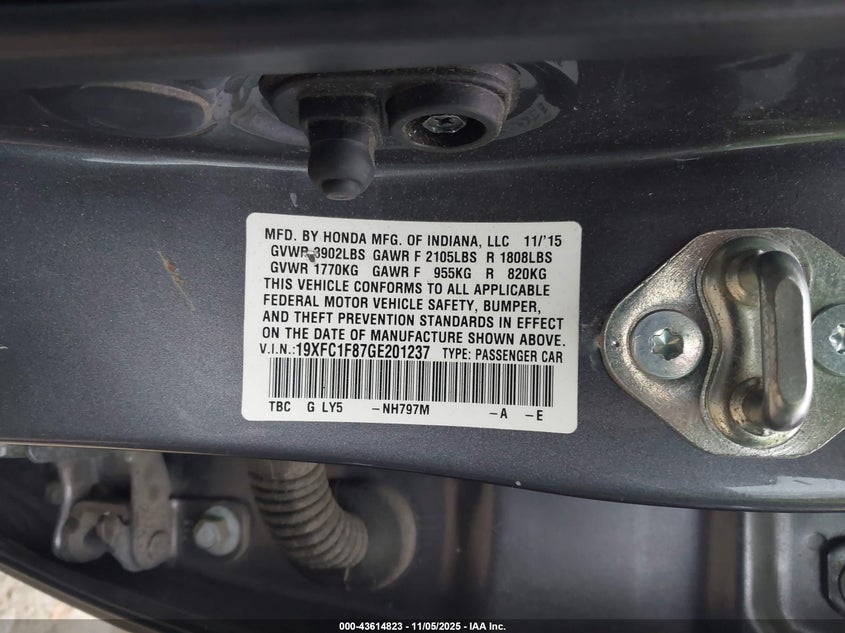 MFD. BY HONDA MFG. OF INDIANA, LLC 11/'15
GVWR 3902LBS GAWR F 2105LBS R 1808LBS
GVWR 1770KG GAWR F 955KG R 820KG
THIS VEHICLE CONFORMS TO ALL APPLICABLE
FEDERAL MOTOR VEHICLE SAFETY, BUMPER,
AND THEFT PREVENTION STANDARDS IN EFFECT
ON THE DATE OF MANUFACTURE SHOWN ABOVE.
V.I.N.:19XFC1F87GE201237 TYPE: PASSENGER CAR
TBC G LY5 -NH797M -A -E
000-43614823 - 11/05/2025 - IAA Inc.